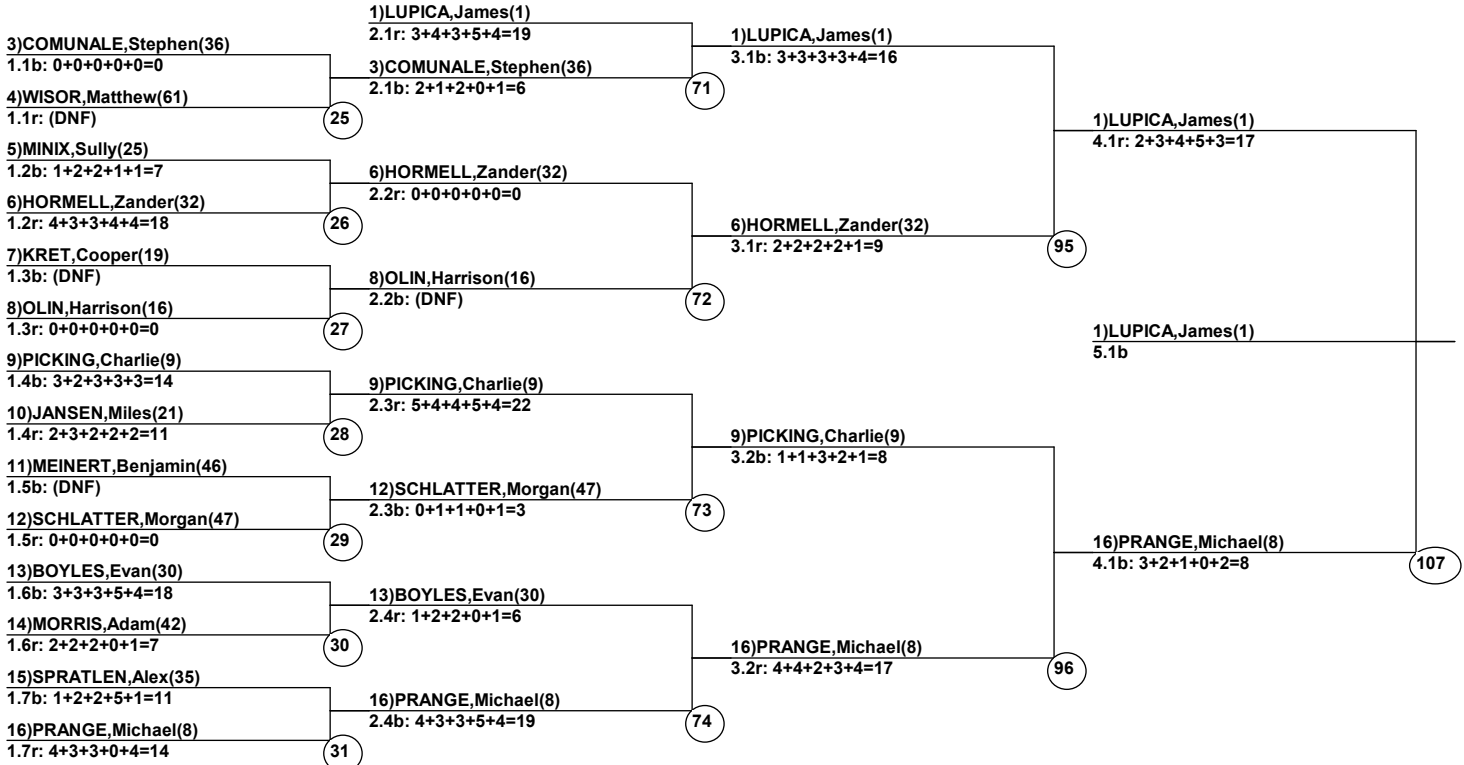 3)COMUNALE,Stephen(36)
1.1b: 0+0+0+0+0=0
4)WISOR,Matthew(61)
1.1r: (DNF)
25
5)MINIX,Sully(25)
1.2b: 1+2+2+1+1=7
6)HORMELL,Zander(32)
1.2r: 4+3+3+4+4=18
26
7)KRET,Cooper(19)
1.3b: (DNF)
8)OLIN,Harrison(16)
1.3r: 0+0+0+0+0=0
27
9)PICKING,Charlie(9)
1.4b: 3+2+3+3+3=14
10)JANSEN,Miles(21)
1.4r: 2+3+2+2+2=11
28
11)MEINERT,Benjamin(46)
1.5b: (DNF)
12)SCHLATTER,Morgan(47)
1.5r: 0+0+0+0+0=0
29
13)BOYLES,Evan(30)
1.6b: 3+3+3+5+4=18
14)MORRIS,Adam(42)
1.6r: 2+2+2+0+1=7
30
15)SPRATLEN,Alex(35)
1.7b: 1+2+2+5+1=11
16)PRANGE,Michael(8)
1.7r: 4+3+3+0+4=14
31
1)LUPICA,James(1)
2.1r: 3+4+3+5+4=19
3)COMUNALE,Stephen(36)
2.1b: 2+1+2+0+1=6
71
6)HORMELL,Zander(32)
2.2r: 0+0+0+0+0=0
8)OLIN,Harrison(16)
2.2b: (DNF)
72
9)PICKING,Charlie(9)
2.3r: 5+4+4+5+4=22
12)SCHLATTER,Morgan(47)
2.3b: 0+1+1+0+1=3
73
13)BOYLES,Evan(30)
2.4r: 1+2+2+0+1=6
16)PRANGE,Michael(8)
2.4b: 4+3+3+5+4=19
74
1)LUPICA,James(1)
3.1b: 3+3+3+3+4=16
6)HORMELL,Zander(32)
3.1r: 2+2+2+2+1=9
95
9)PICKING,Charlie(9)
3.2b: 1+1+3+2+1=8
16)PRANGE,Michael(8)
3.2r: 4+4+2+3+4=17
96
1)LUPICA,James(1)
4.1r: 2+3+4+5+3=17
16)PRANGE,Michael(8)
4.1b: 3+2+1+0+2=8
107
1)LUPICA,James(1)
5.1b